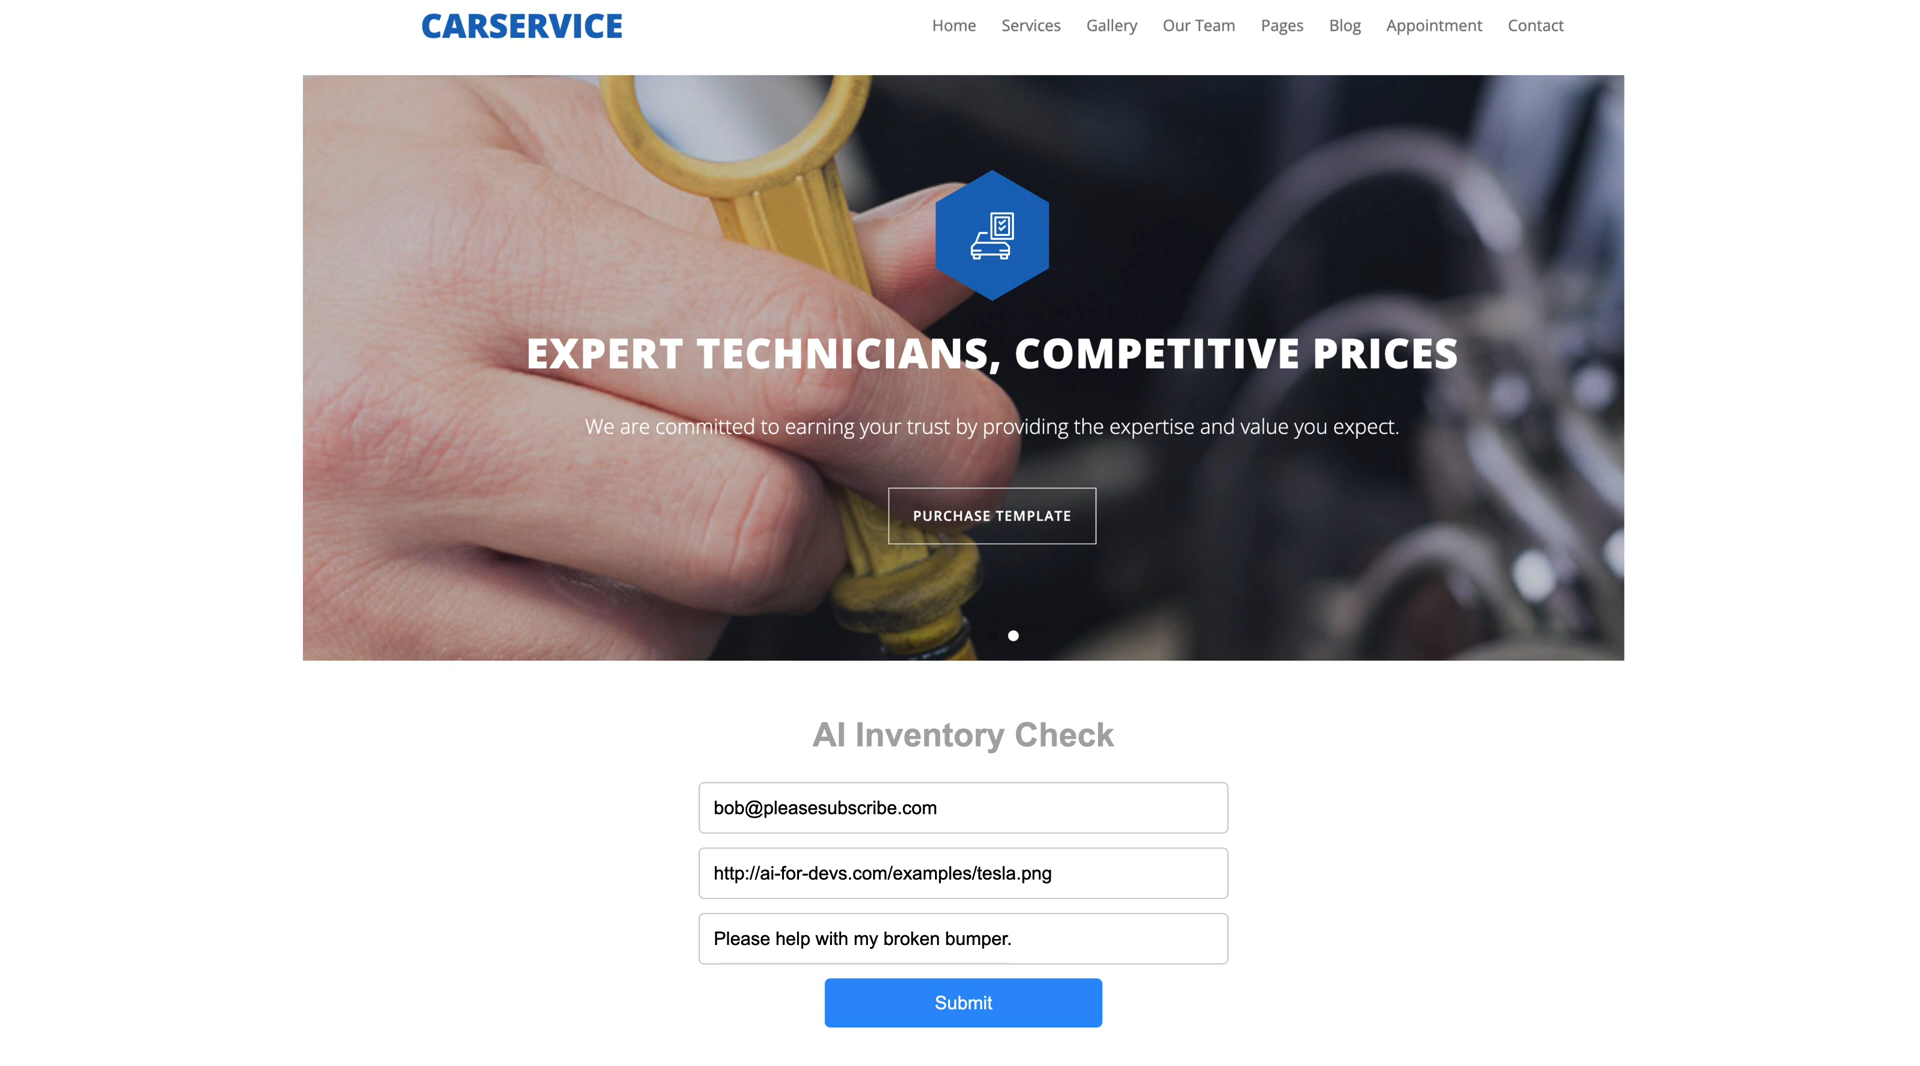 CARSERVICE
Home Services Gallery Our Team Pages Blog Appointment Contact
EXPERT TECHNICIANS, COMPETITIVE PRICES
We are committed to earning your trust by providing the expertise and value you expect.
PURCHASE TEMPLATE
AI Inventory Check
bob@pleasesubscribe.com
http://ai-for-devs.com/examples/tesla.png
Please help with my broken bumper.
Submit